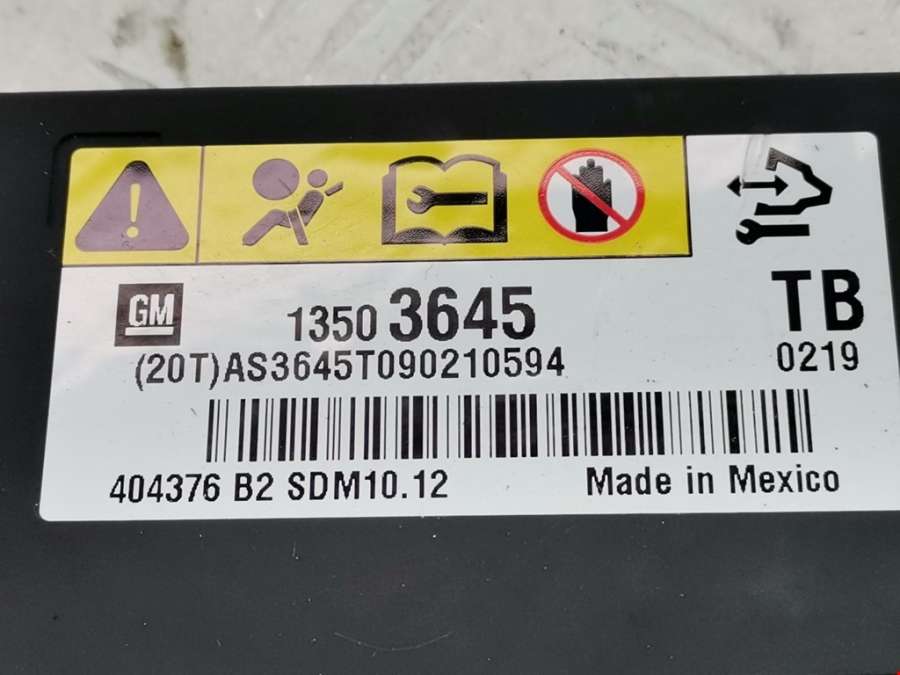 !
GM 1350 3645 TB
(20T)AS3645T090210594 0219
404376 B2 SDM10.12 Made in Mexico